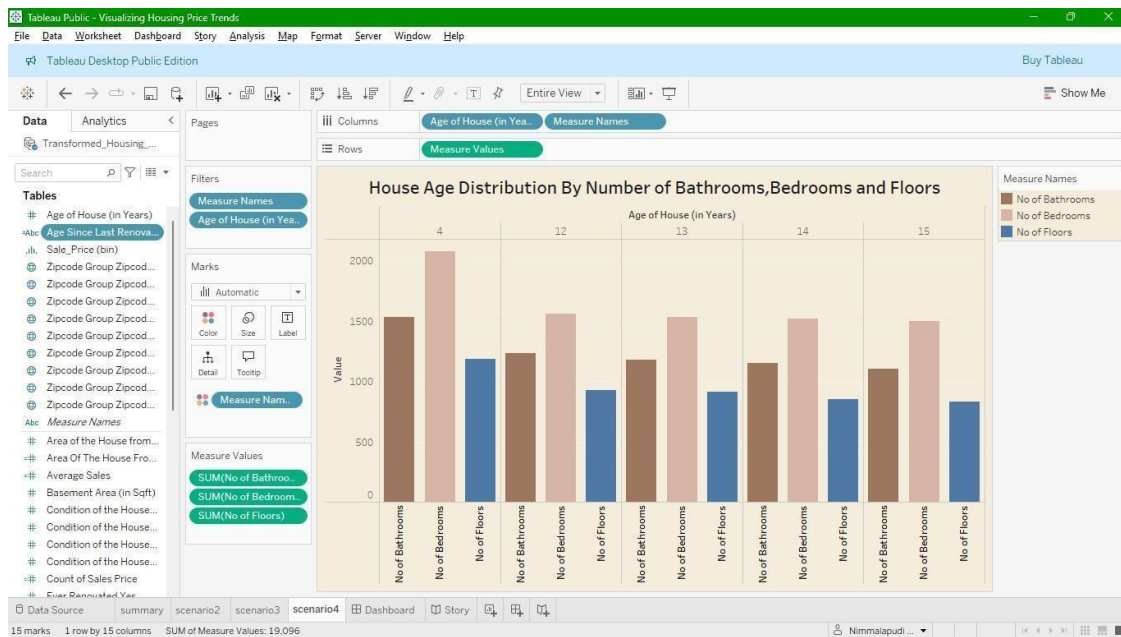 Tableau Public - Visualizing Housing Price Trends
File Data Worksheet Dashboard Story Analysis Map Format Server Window Help
Tableau Desktop Public Edition
Buy Tableau
Entire View
Show Me
Data Analytics
Transformed_Housing_...
Search
Tables
Age of House (in Years)
Age Since Last Renova...
Sale_Price (bin)
Zipcode Group Zipcod...
Zipcode Group Zipcod...
Zipcode Group Zipcod...
Zipcode Group Zipcod...
Zipcode Group Zipcod...
Zipcode Group Zipcod...
Zipcode Group Zipcod...
Zipcode Group Zipcod...
Zipcode Group Zipcod...
Abc Measure Names
Area of the House from...
Area Of The House Fro...
Average Sales
Basement Area (in Sqft)
Condition of the House...
Condition of the House...
Condition of the House...
Condition of the House...
Count of Sales Price
Ever Renovated Yes
Pages
Filters
Measure Names
Age of House (in Yea..
Marks
Automatic
Color Size Label
Detail Tooltip
Measure Nam..
Measure Values
SUM(No of Bathroo..
SUM(No of Bedroom..
SUM(No of Floors)
Columns
Age of House (in Yea.. Measure Names
Rows
Measure Values
House Age Distribution By Number of Bathrooms,Bedrooms and Floors
Age of House (in Years)
4 12 13 14 15
Value
2000
1500
1000
500
0
No of Bathrooms
No of Bedrooms
No of Floors
No of Bathrooms
No of Bedrooms
No of Floors
No of Bathrooms
No of Bedrooms
No of Floors
No of Bathrooms
No of Bedrooms
No of Floors
No of Bathrooms
No of Bedrooms
No of Floors
Measure Names
No of Bathrooms
No of Bedrooms
No of Floors
Data Source summary scenario2 scenario3 scenario4 Dashboard Story
15 marks 1 row by 15 columns SUM of Measure Values: 19.096
Nimmalapudi ...